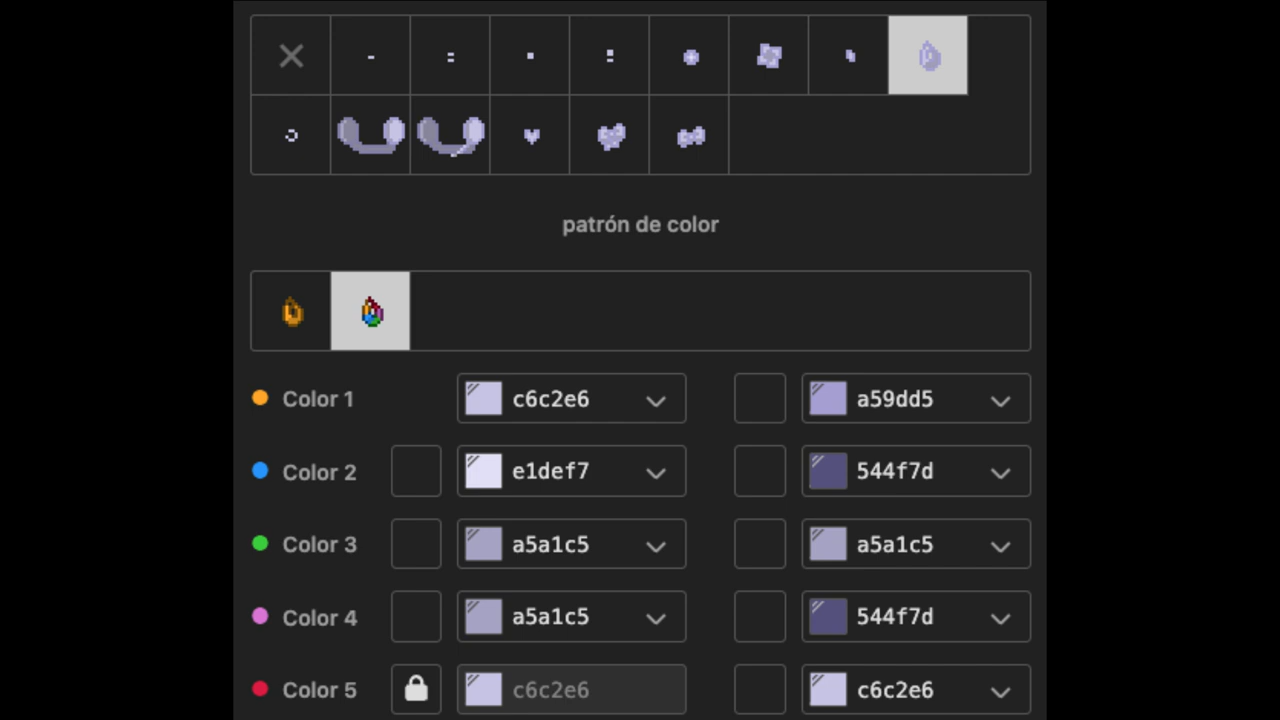 patrón de color
Color 1 c6c2e6 a59dd5
Color 2 e1def7 544f7d
Color 3 a5a1c5 a5a1c5
Color 4 a5a1c5 544f7d
Color 5 c6c2e6 c6c2e6